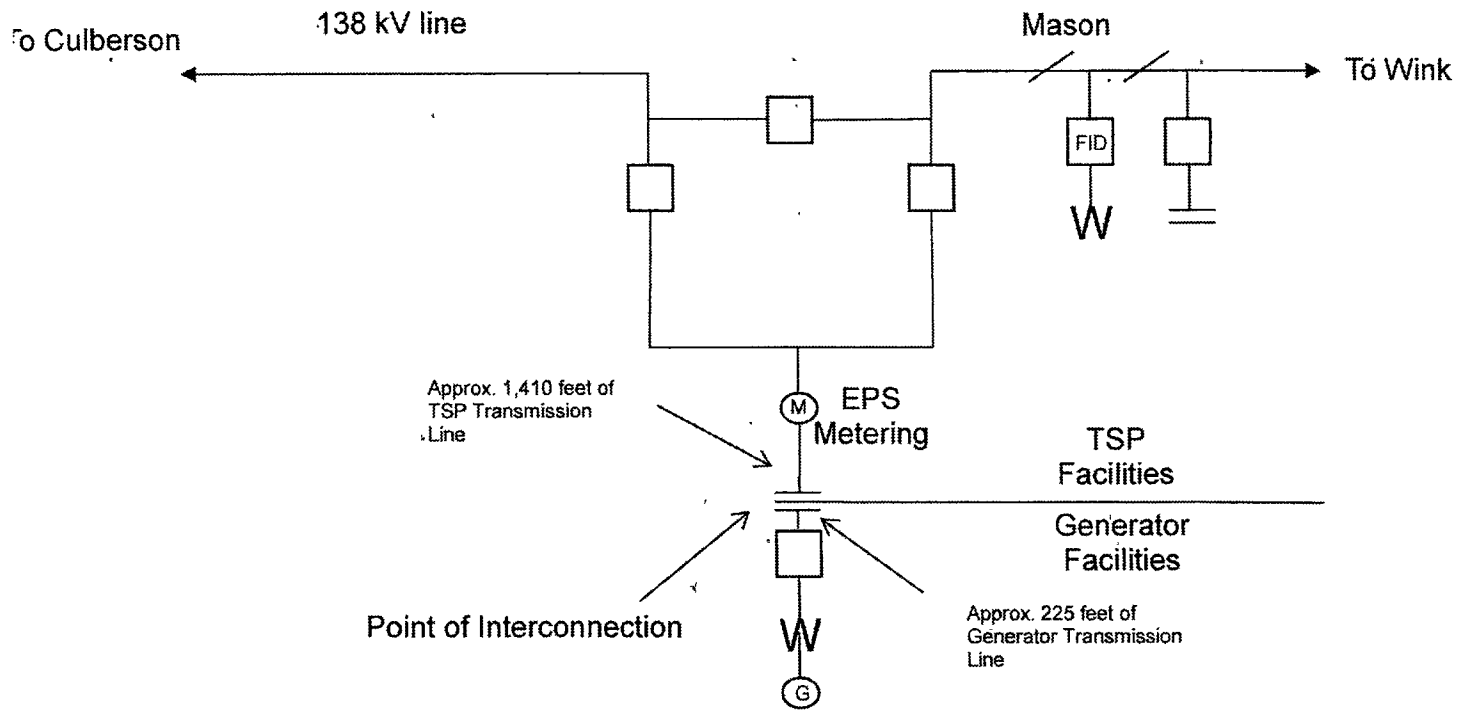 To Culberson
138 kV line
Mason
To Wink
FID
Approx. 1,410 feet of
TSP Transmission
Line
M
EPS
Metering
TSP
Facilities
Generator
Facilities
Point of Interconnection
Approx. 225 feet of
Generator Transmission
Line
G